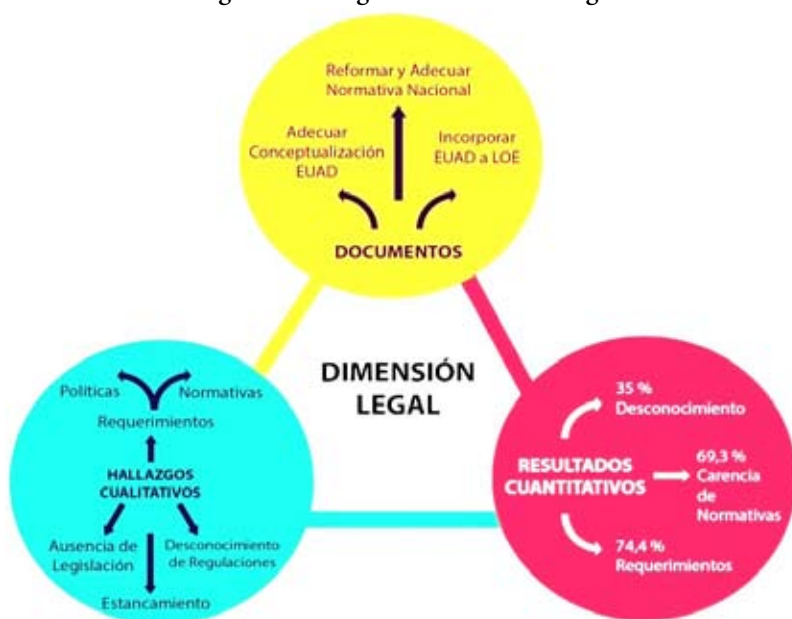 Reformar y Adecuar
Normativa Nacional
Adecuar
Conceptualización
EUAD
Incorporar
EUAD a LOE
DOCUMENTOS
DIMENSIÓN
LEGAL
Políticas
Normativas
Requerimientos
HALLAZGOS
CUALITATIVOS
Ausencia de
Legislación
Desconocimiento
de Regulaciones
Estancamiento
35 %
Desconocimiento
RESULTADOS
CUANTITATIVOS
69,3 %
Carencia
de
Normativas
74,4 %
Requerimientos